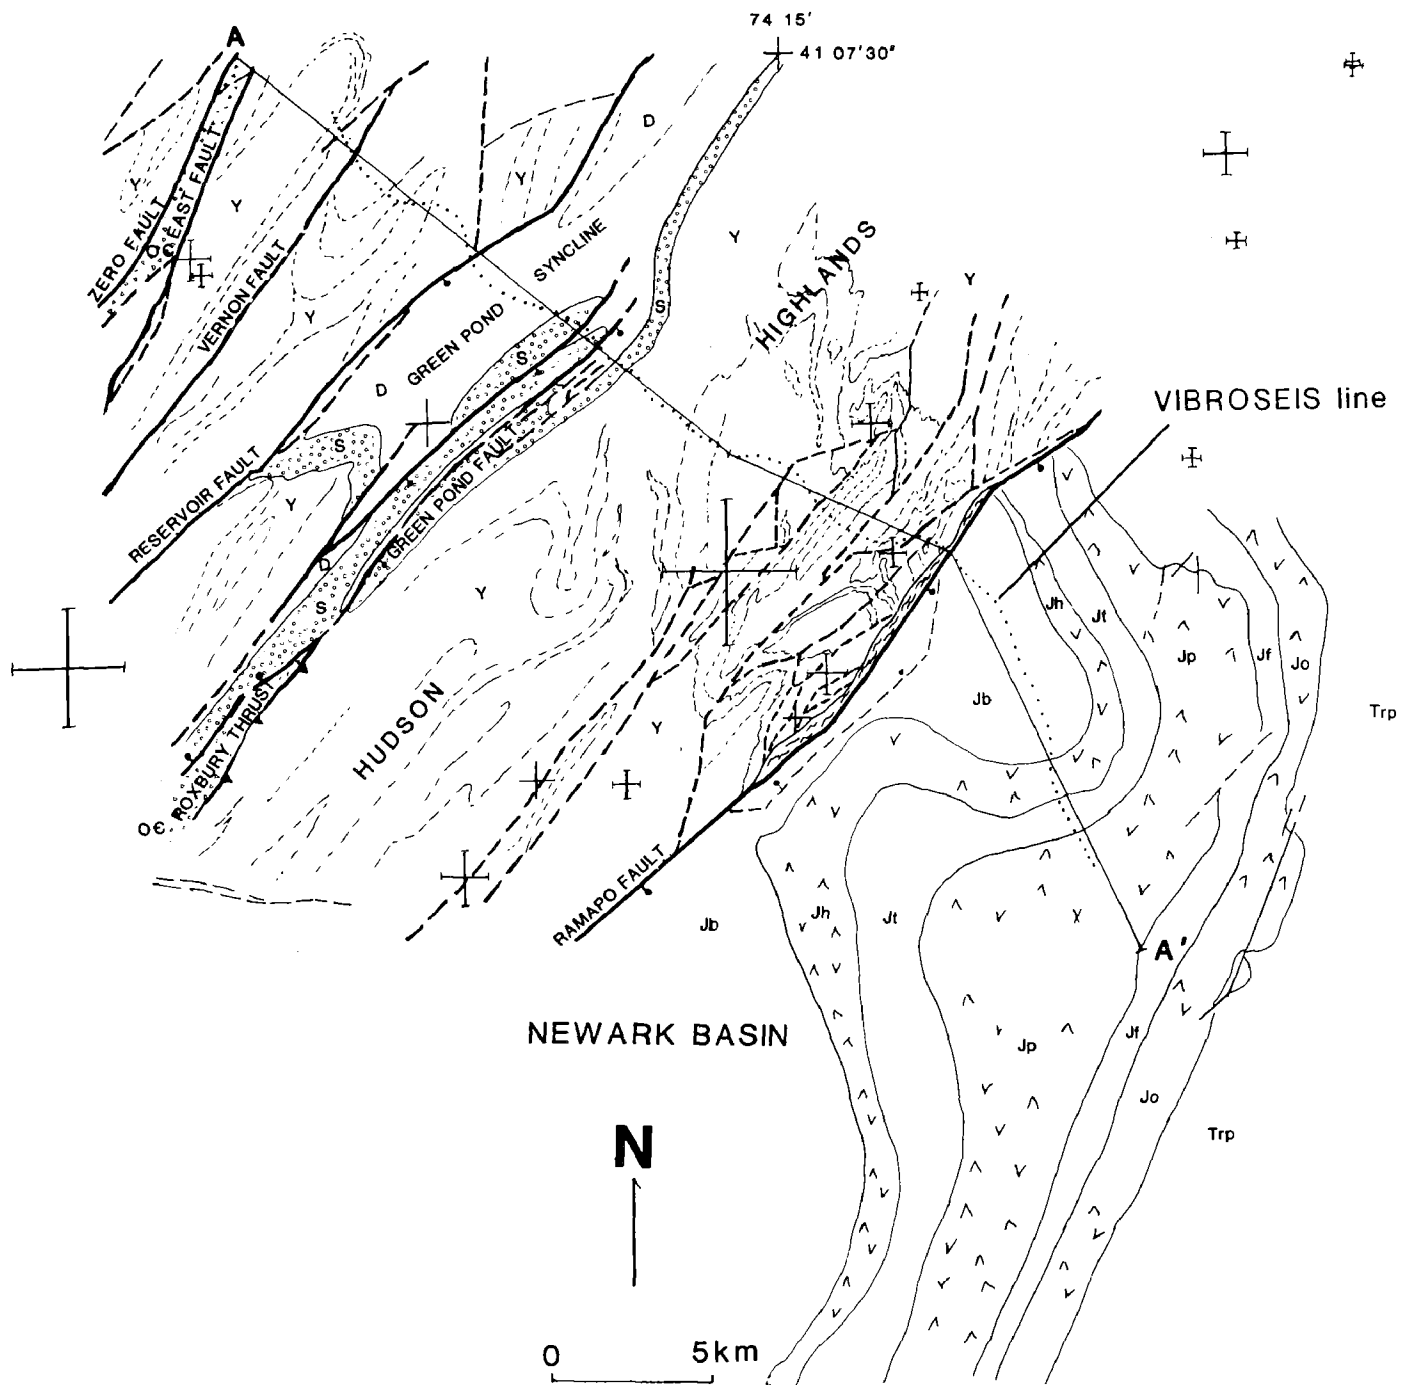 74 15'
41 07'30"
A
D
Y
Y
Y
Y
Y
S
Y
ZERO FAULT
O Є
EAST FAULT
VERNON FAULT
SYNCLINE
GREEN POND
HIGHLANDS
S
D
VIBROSEIS line
S
Y
RESERVOIR FAULT
GREEN POND FAULT
D
S
Y
Jh
Jt
Jp
Jf
Jo
Jb
Trp
HUDSON
Y
ROXBURY THRUST
OЄ
RAMAPO FAULT
Jb
Jh
Jt
A'
NEWARK BASIN
Jp
Jf
Jo
Trp
N
0 5km